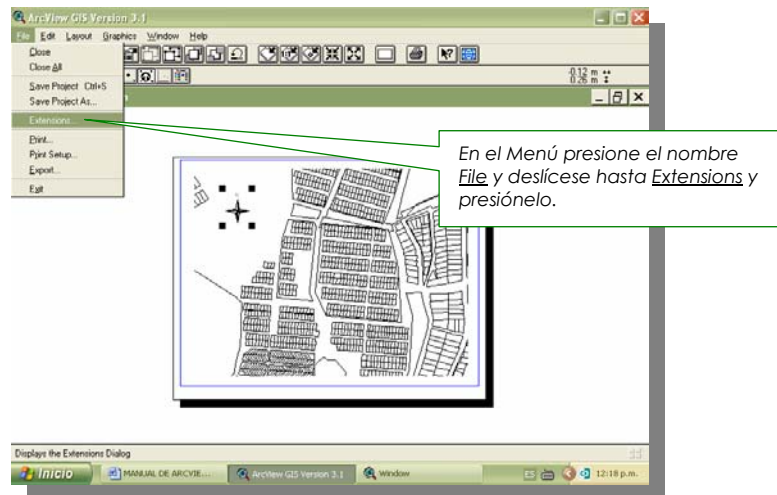 ArcView GIS Version 3.1
File Edit Layout Graphics Window Help
Close
Close All
Save Project Ctrl+S
Save Project As...
Extensions...
Print...
Print Setup...
Export...
Exit
-0.12 m
0.26 m
En el Menú presione el nombre
File y deslícese hasta Extensions y
presiónelo.
Displays the Extensions Dialog
Inicio MANUAL DE ARCVIE... ArcView GIS Version 3.1 Window ES 12:18 p.m.